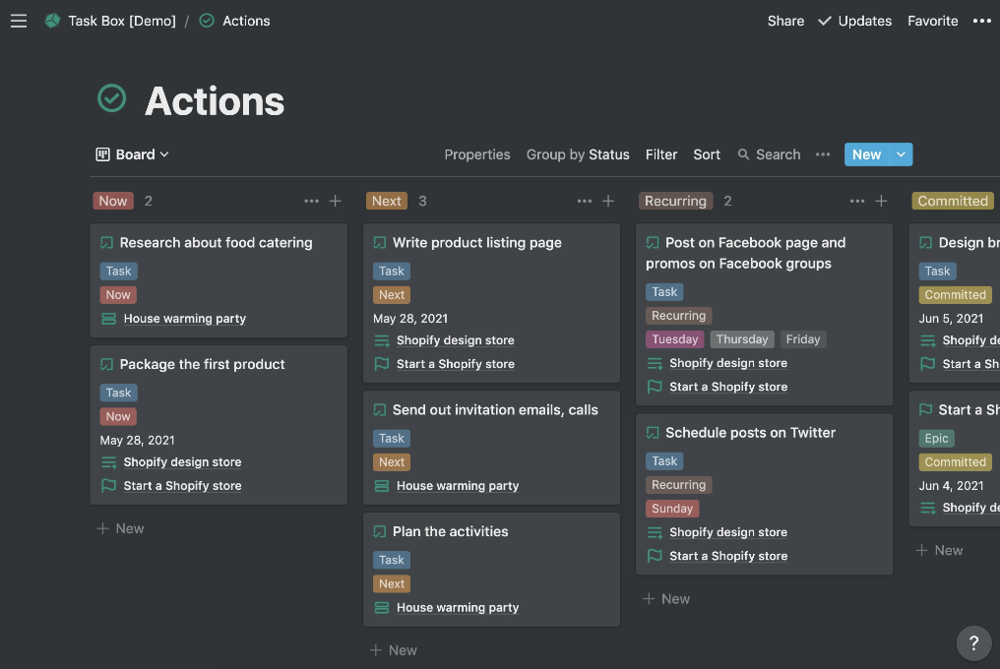 Task Box [Demo] / Actions
Share Updates Favorite •••
Actions
Board Properties Group by Status Filter Sort Search ••• New
Now 2 ••• +
Research about food catering
Task
Now
House warming party
Package the first product
Task
Now
May 28, 2021
Shopify design store
Start a Shopify store
+ New
Next 3 ••• +
Write product listing page
Task
Next
May 28, 2021
Shopify design store
Start a Shopify store
Send out invitation emails, calls
Task
Next
House warming party
Plan the activities
Task
Next
House warming party
+ New
Recurring 2 ••• +
Post on Facebook page and
promos on Facebook groups
Task
Recurring
Tuesday Thursday Friday
Shopify design store
Start a Shopify store
Schedule posts on Twitter
Task
Recurring
Sunday
Shopify design store
Start a Shopify store
+ New
Committed
Design br
Task
Committed
Jun 5, 2021
Shopify de
Start a Sh
Start a Sh
Epic
Committed
Jun 4, 2021
Shopify de
+ New
?